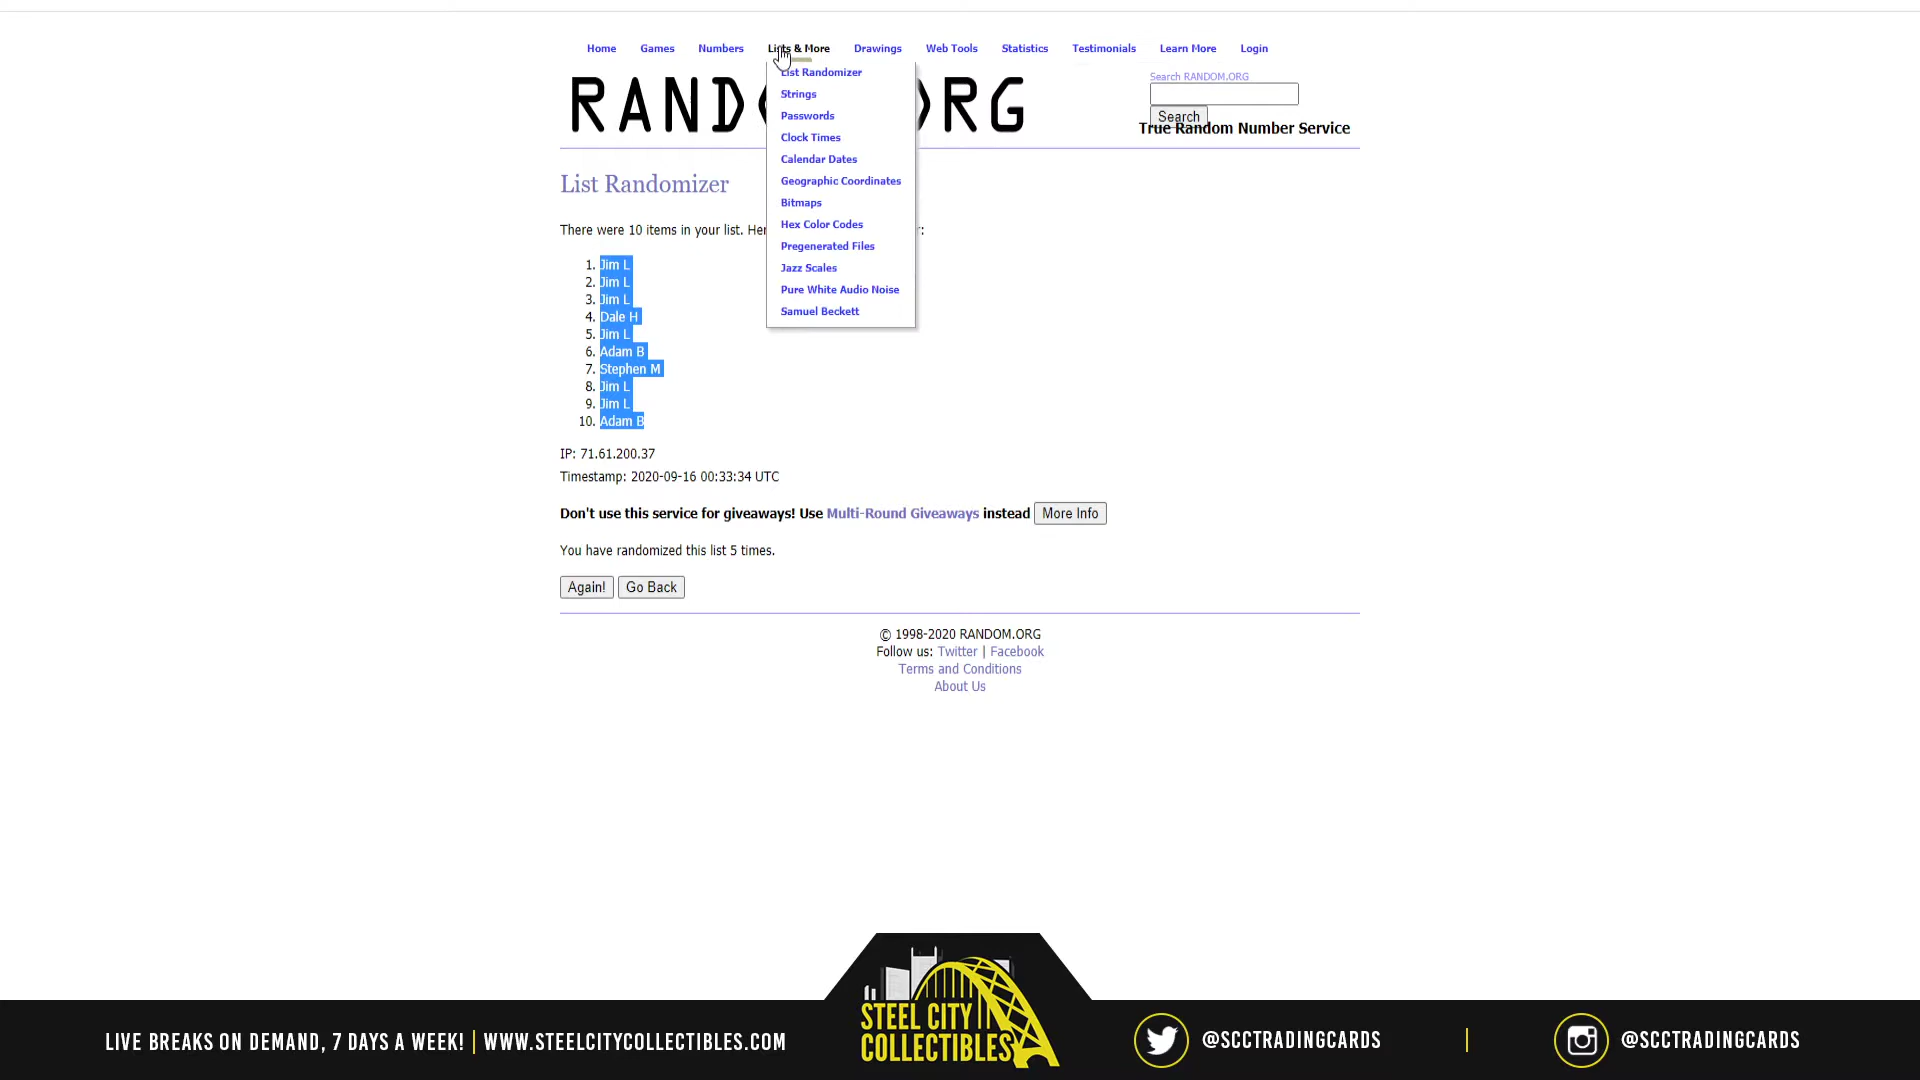 Home Games Numbers Lists & More Drawings Web Tools Statistics Testimonials Learn More Login
List Randomizer
Strings
Passwords
Clock Times
Calendar Dates
Geographic Coordinates
Bitmaps
Hex Color Codes
Pregenerated Files
Jazz Scales
Pure White Audio Noise
Samuel Beckett
Search RANDOM.ORG
Search
True Random Number Service
List Randomizer
There were 10 items in your list. Her
1. Jim L
2. Jim L
3. Jim L
4. Dale H
5. Jim L
6. Adam B
7. Stephen M
8. Jim L
9. Jim L
10. Adam B
IP: 71.61.200.37
Timestamp: 2020-09-16 00:33:34 UTC
Don't use this service for giveaways! Use Multi-Round Giveaways instead More Info
You have randomized this list 5 times.
Again! Go Back
© 1998-2020 RANDOM.ORG
Follow us: Twitter | Facebook
Terms and Conditions
About Us
LIVE BREAKS ON DEMAND, 7 DAYS A WEEK! | WWW.STEELCITYCOLLECTIBLES.COM
STEEL CITY
COLLECTIBLES
@SCCTRADINGCARDS | @SCCTRADINGCARDS